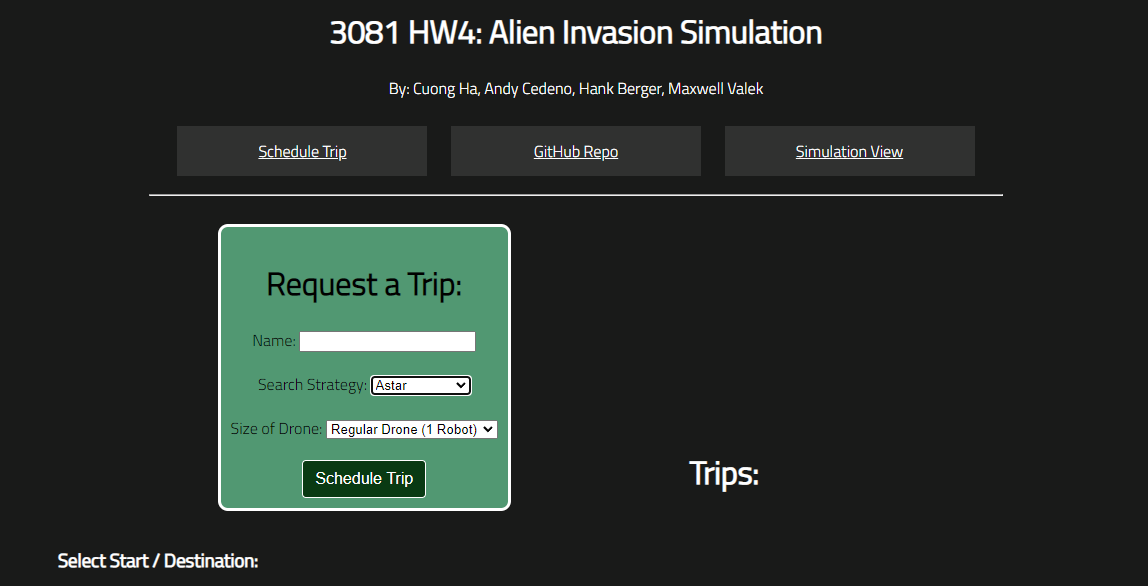 3081 HW4: Alien Invasion Simulation
By: Cuong Ha, Andy Cedeno, Hank Berger, Maxwell Valek
Schedule Trip
GitHub Repo
Simulation View
Request a Trip:
Name:
Search Strategy: Astar
Size of Drone: Regular Drone (1 Robot)
Schedule Trip
Trips:
Select Start / Destination: